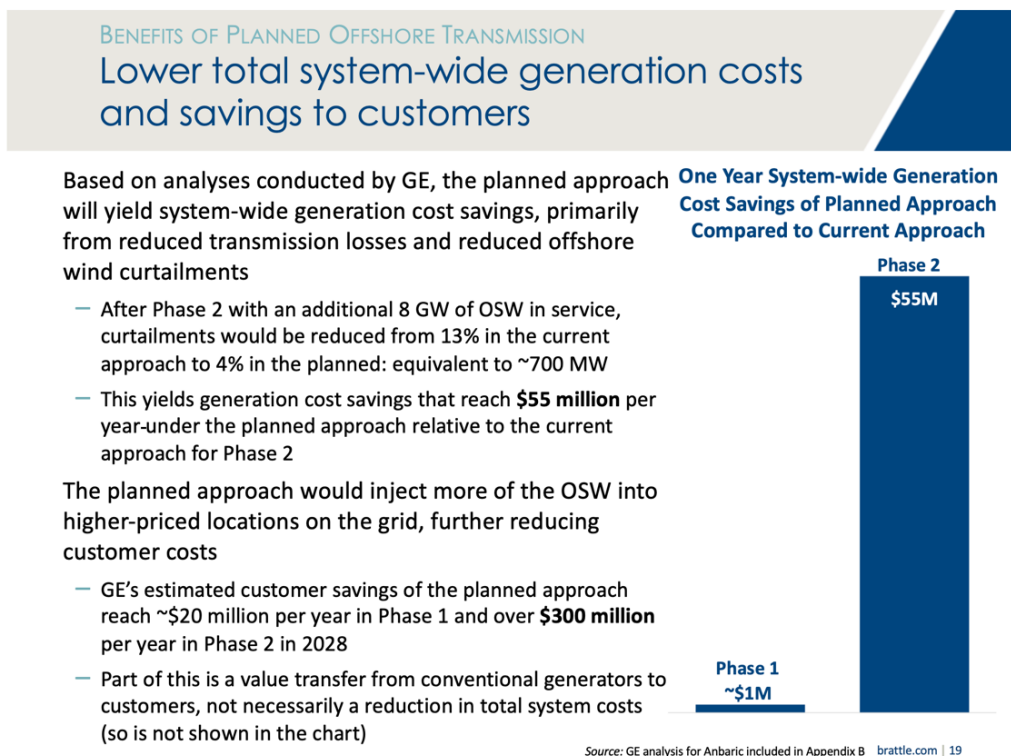 BENEFITS OF PLANNED OFFSHORE TRANSMISSION
Lower total system-wide generation costs
and savings to customers
Based on analyses conducted by GE, the planned approach
will yield system-wide generation cost savings, primarily
from reduced transmission losses and reduced offshore
wind curtailments
— After Phase 2 with an additional 8 GW of OSW in service,
curtailments would be reduced from 13% in the current
approach to 4% in the planned: equivalent to ~700 MW
— This yields generation cost savings that reach $55 million per
year-under the planned approach relative to the current
approach for Phase 2
The planned approach would inject more of the OSW into
higher-priced locations on the grid, further reducing
customer costs
— GE’s estimated customer savings of the planned approach
reach ~$20 million per year in Phase 1 and over $300 million
per year in Phase 2 in 2028
— Part of this is a value transfer from conventional generators to
customers, not necessarily a reduction in total system costs
(so is not shown in the chart)
One Year System-wide Generation
Cost Savings of Planned Approach
Compared to Current Approach
Phase 2
$55M
Phase 1
~$1M
Source: GE analysis for Anbaric included in Appendix B brattle.com | 19